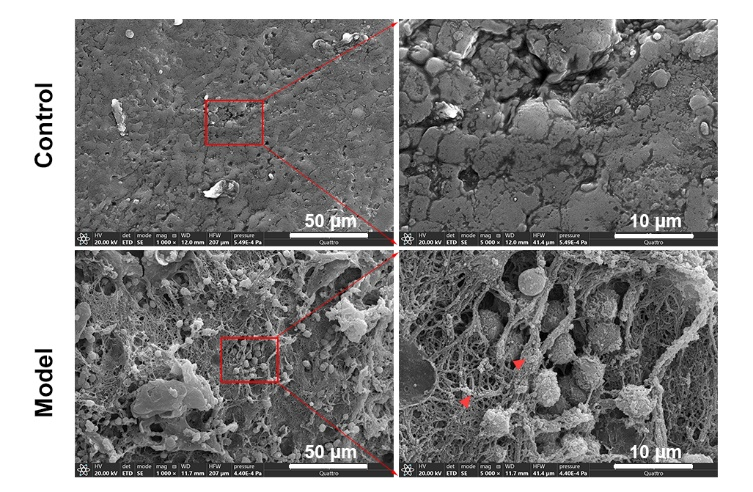 Control
50 µm
HV det mode mag WD HFW pressure
20.00 kV ETD SE 1 000 × 12.0 mm 207 µm 5.49E-4 Pa Quattro
10 µm
HV det mode mag WD HFW pressure
20.00 kV ETD SE 5 000 × 12.0 mm 41.4 µm 5.49E-4 Pa Quattro
Model
50 µm
HV det mode mag WD HFW pressure
20.00 kV ETD SE 1 000 × 11.7 mm 207 µm 4.40E-4 Pa Quattro
10 µm
HV det mode mag WD HFW pressure
20.00 kV ETD SE 5 000 × 11.7 mm 41.4 µm 4.40E-4 Pa Quattro